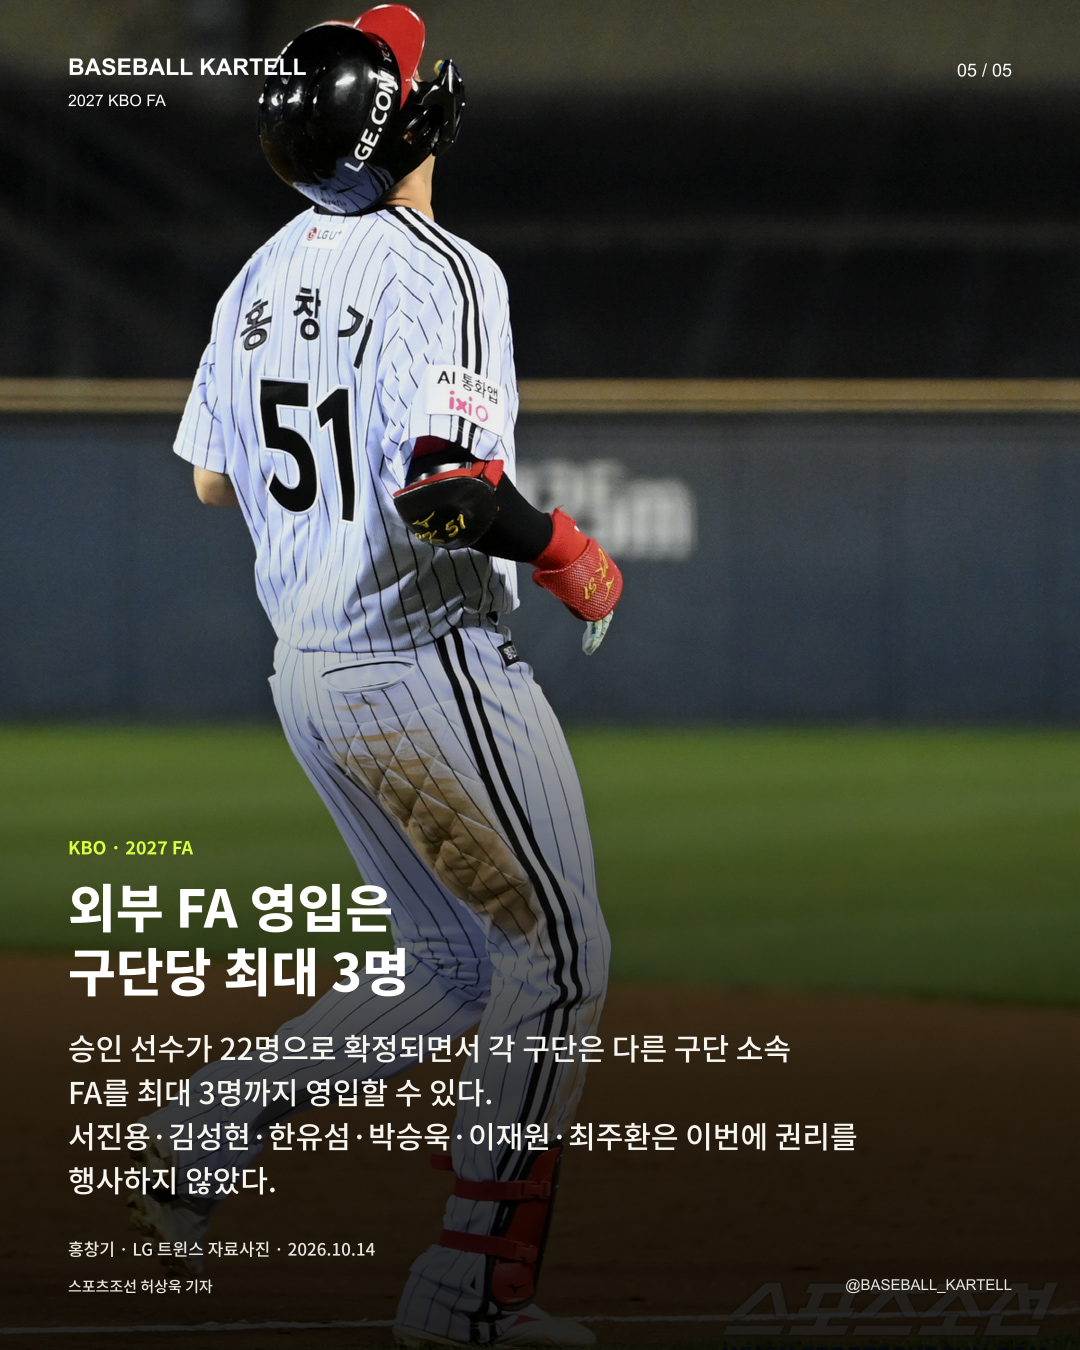 BASEBALL KARTELL
05 / 05
2027 KBO FA
LGE.COM
LG U+
홍창기
AI 통화앱
ixiO
51
51
51
KBO · 2027 FA
외부 FA 영입은
구단당 최대 3명
승인 선수가 22명으로 확정되면서 각 구단은 다른 구단 소속
FA를 최대 3명까지 영입할 수 있다.
서진용·김성현·한유섬·박승욱·이재원·최주환은 이번에 권리를
행사하지 않았다.
홍창기 · LG 트윈스 자료사진 · 2026.10.14
스포츠조선 허상욱 기자
@BASEBALL_KARTELL
스포츠조선